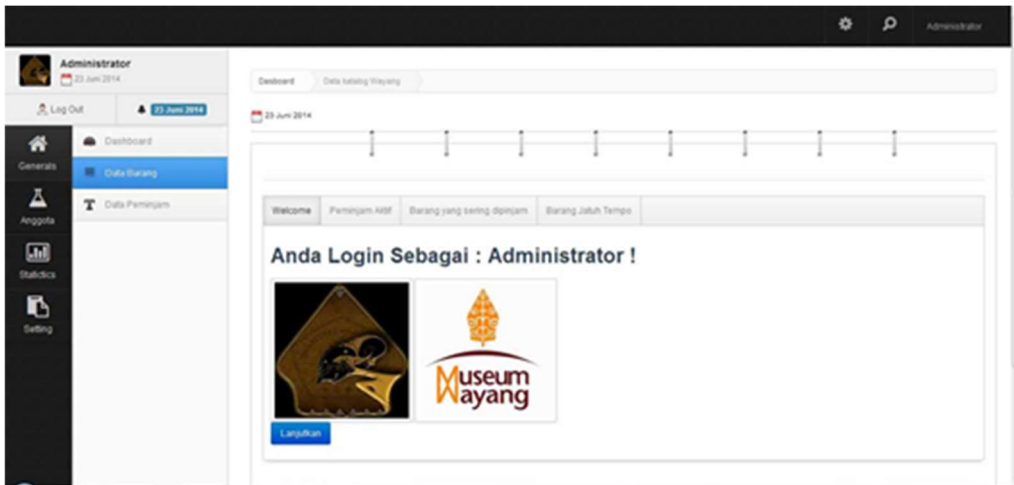 Administrator
Administrator
23 Juni 2014
Log Out
23 Juni 2014
Generals
Anggota
Statictics
Setting
Dashboard
Data Barang
Data Peminjam
Dasboard
Data katalog Wayang
23 Juni 2014
Welcome
Peminjam Aktif
Barang yang sering dipinjam
Barang Jatuh Tempo
Anda Login Sebagai : Administrator !
Museum
Wayang
Lanjutkan